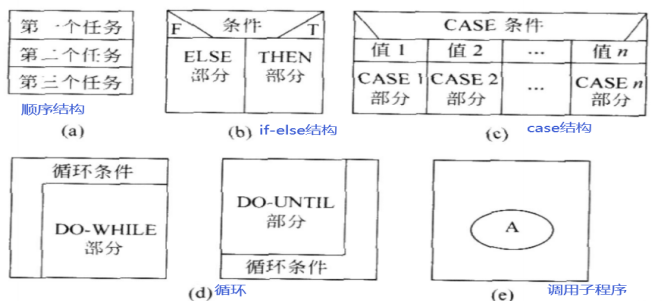 第一个任务
第二个任务
第三个任务
顺序结构
(a)
F 条件 T
ELSE THEN
部分 部分
(b) if-else结构
CASE 条件
值 1 值 2 … 值 n
CASE 1 CASE 2 … CASE n
部分 部分 部分
(c) case结构
循环条件
DO-WHILE
部分
DO-UNTIL
部分
循环条件
(d)循环
A
(e) 调用子程序